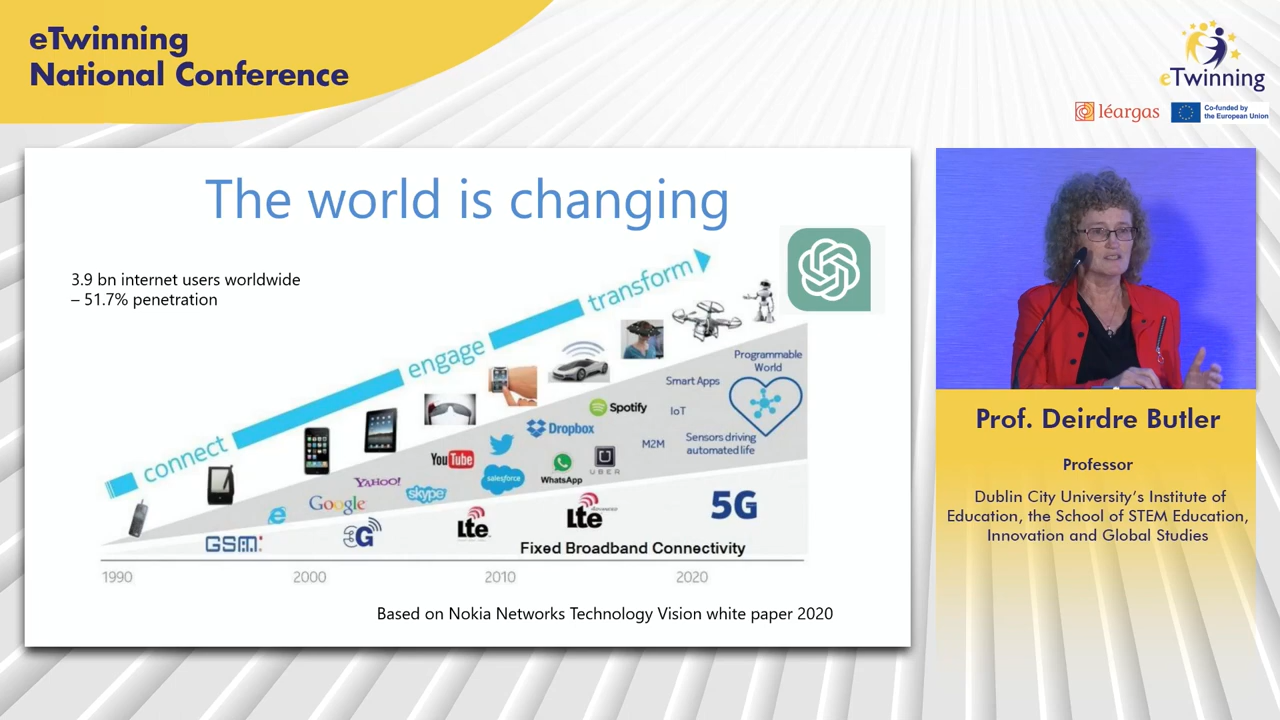 eTwinning
National Conference
eTwinning
léargas
Co-funded by
the European Union
The world is changing
3.9 bn internet users worldwide
– 51.7% penetration
connect
engage
transform
Programmable
World
Smart Apps
IoT
Spotify
Dropbox
M2M
Sensors driving
automated life
You Tube
salesforce
WhatsApp
UBER
YAHOO!
Google
skype
GSM
3G
Lte
Lte
5G
Fixed Broadband Connectivity
1990
2000
2010
2020
Based on Nokia Networks Technology Vision white paper 2020
Prof. Deirdre Butler
Professor
Dublin City University's Institute of
Education, the School of STEM Education,
Innovation and Global Studies